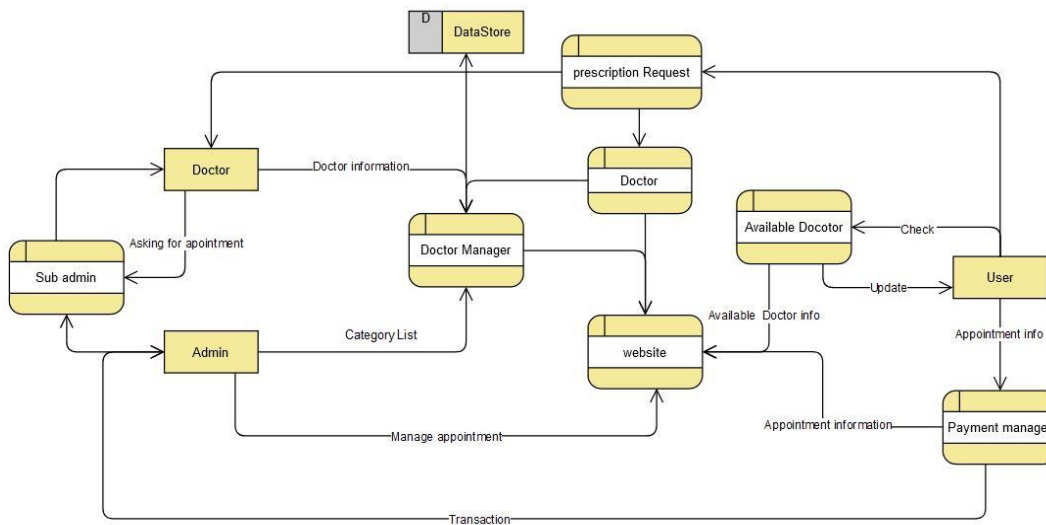 D
DataStore
prescription Request
Doctor
Doctor information
Doctor
Asking for apointment
Doctor Manager
Available Docotor
Check
Sub admin
User
Update
Available Doctor info
Category List
Admin
website
Appointment info
Manage appointment
Appointment information
Payment manage
Transaction